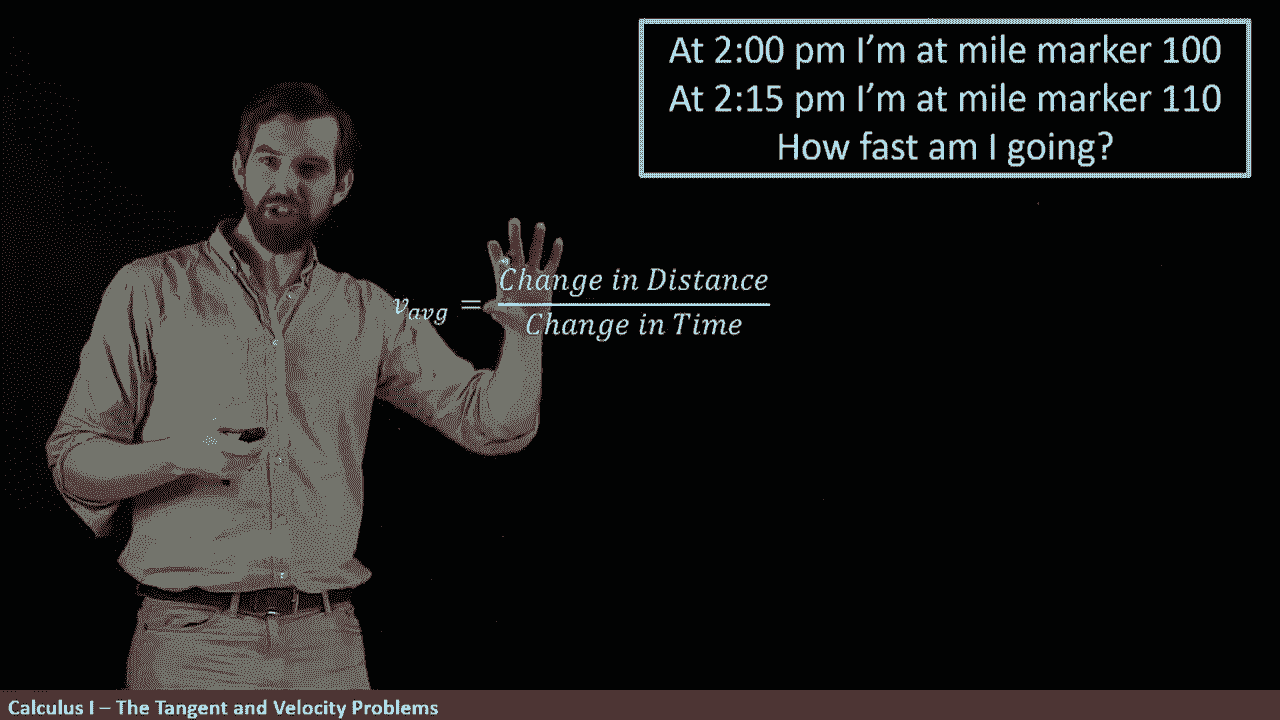 At 2:00 pm I’m at mile marker 100
At 2:15 pm I’m at mile marker 110
How fast am I going?
v_avg = Change in Distance / Change in Time
Calculus I – The Tangent and Velocity Problems